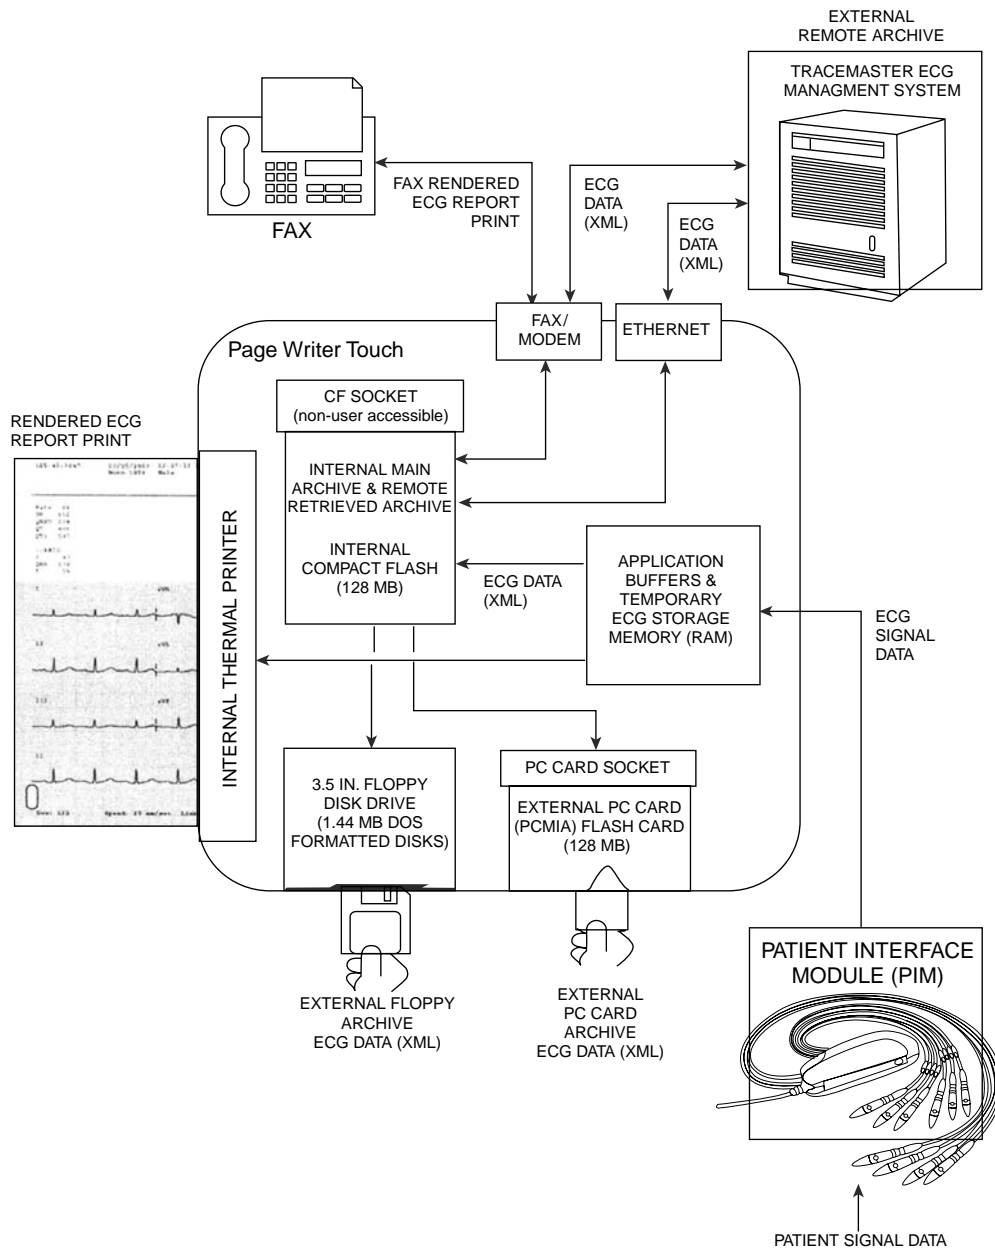 EXTERNAL
REMOTE ARCHIVE
TRACEMASTER ECG
MANAGMENT SYSTEM
FAX RENDERED
ECG REPORT
PRINT
ECG
DATA
(XML)
ECG
DATA
(XML)
FAX
FAX/
MODEM
ETHERNET
Page Writer Touch
CF SOCKET
(non-user accessible)
RENDERED ECG
REPORT PRINT
INTERNAL MAIN
ARCHIVE & REMOTE
RETRIEVED ARCHIVE
INTERNAL
COMPACT FLASH
(128 MB)
ECG DATA
(XML)
APPLICATION
BUFFERS &
TEMPORARY
ECG STORAGE
MEMORY (RAM)
ECG
SIGNAL
DATA
INTERNAL THERMAL PRINTER
3.5 IN. FLOPPY
DISK DRIVE
(1.44 MB DOS
FORMATTED DISKS)
PC CARD SOCKET
EXTERNAL PC CARD
(PCMIA) FLASH CARD
(128 MB)
EXTERNAL FLOPPY
ARCHIVE
ECG DATA (XML)
EXTERNAL
PC CARD
ARCHIVE
ECG DATA (XML)
PATIENT INTERFACE
MODULE (PIM)
PATIENT SIGNAL DATA